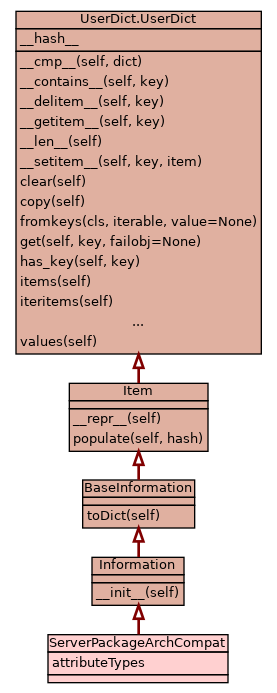 UserDict.UserDict
__hash__
__cmp__(self, dict)
__contains__(self, key)
__delitem__(self, key)
__getitem__(self, key)
__len__(self)
__setitem__(self, key, item)
clear(self)
copy(self)
fromkeys(cls, iterable, value=None)
get(self, key, failobj=None)
has_key(self, key)
items(self)
iteritems(self)
...
values(self)
Item
__repr__(self)
populate(self, hash)
BaseInformation
toDict(self)
Information
__init__(self)
ServerPackageArchCompat
attributeTypes